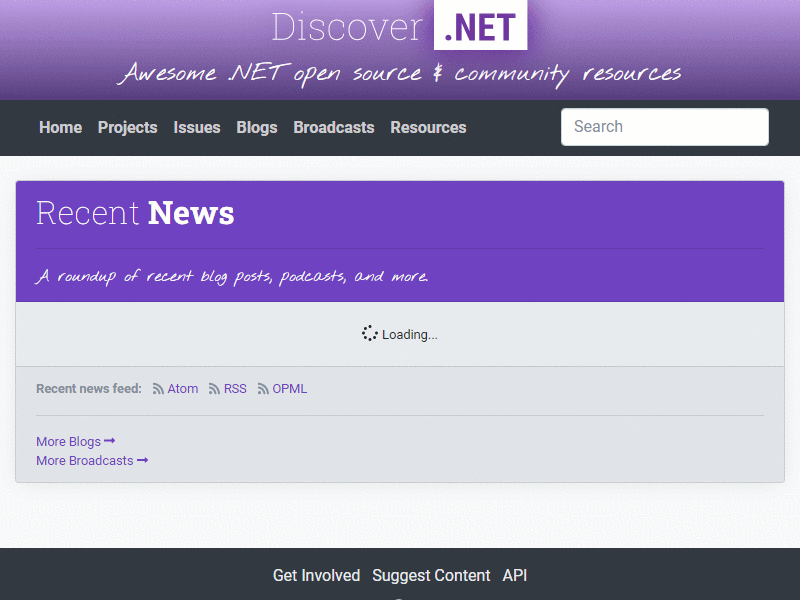 Discover .NET
Awesome .NET open source & community resources
Home Projects Issues Blogs Broadcasts Resources Search
Recent News
A roundup of recent blog posts, podcasts, and more.
Loading...
Recent news feed: Atom RSS OPML
More Blogs
More Broadcasts
Get Involved Suggest Content API